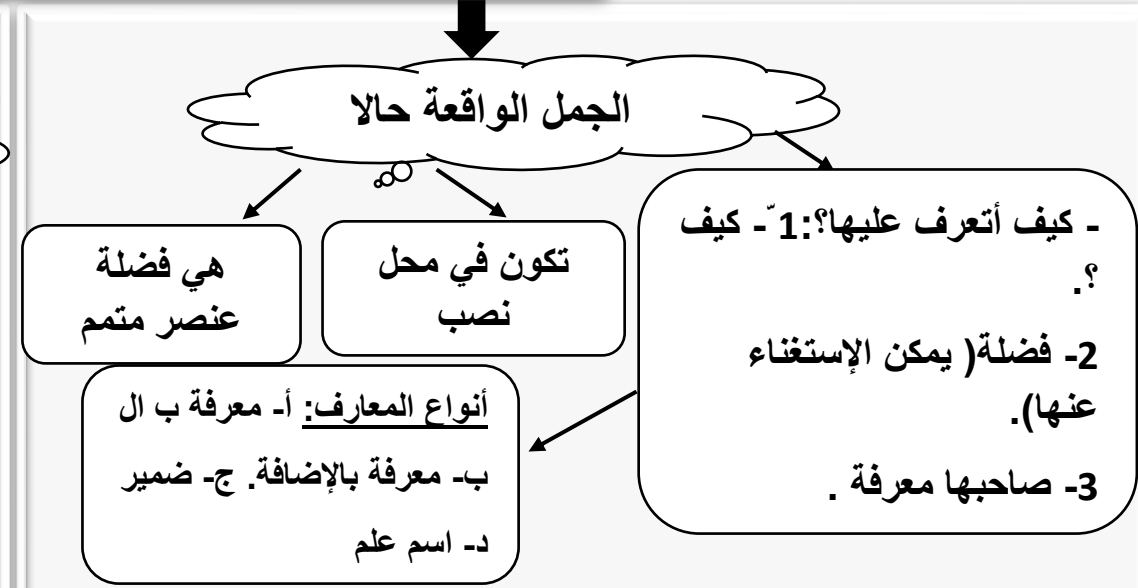 الجمل الواقعة حالا
- كيف أتعرف عليها؟:1ّ - كيف
؟.
2- فضلة( يمكن الإستغناء
عنها).
3- صاحبها معرفة .
تكون في محل
نصب
هي فضلة
عنصر متمم
أنواع المعارف: أ- معرفة ب ال
ب- معرفة بالإضافة. ج- ضمير
د- اسم علم